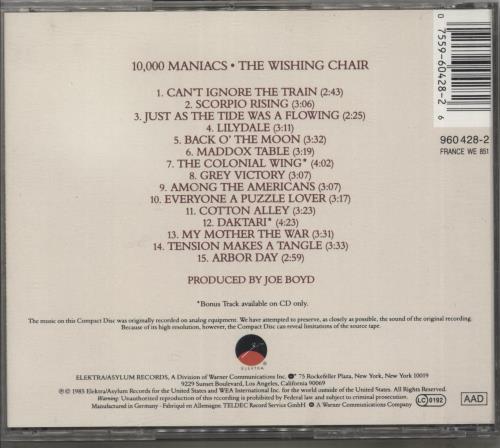 10,000 MANIACS • THE WISHING CHAIR
1. CAN'T IGNORE THE TRAIN (2:43)
2. SCORPIO RISING (3:06)
3. JUST AS THE TIDE WAS A FLOWING (2:25)
4. LILYDALE (3:11)
5. BACK O' THE MOON (3:32)
6. MADDOX TABLE (3:19)
7. THE COLONIAL WING* (4:02)
8. GREY VICTORY (3:07)
9. AMONG THE AMERICANS (3:07)
10. EVERYONE A PUZZLE LOVER (3:17)
11. COTTON ALLEY (3:23)
12. DAKTARI* (4:23)
13. MY MOTHER THE WAR (3:31)
14. TENSION MAKES A TANGLE (3:33)
15. ARBOR DAY (2:59)
PRODUCED BY JOE BOYD
*Bonus Track available on CD only.
0 7559-60428-2 6
960 428-2
FRANCE WE 851
The music on this Compact Disc was originally recorded on analog equipment. We have attempted to preserve, as closely as possible, the sound of the original recording.
Because of its high resolution, however, the Compact Disc can reveal limitations of the source tape.
ELEKTRA
ELEKTRA/ASYLUM RECORDS, A Division of Warner Communications Inc. 75 Rockefeller Plaza, New York, New York 10019
9229 Sunset Boulevard, Los Angeles, California 90069
℗ © 1985 Elektra/Asylum Records for the United States and WEA International Inc. for the world outside of the United States. All Rights Reserved.
Warning: Unauthorized reproduction of this recording is prohibited by Federal law and subject to criminal prosecution.
Manufactured in Germany · Fabriqué en Allemagne TELDEC Record Service GmbH A Warner Communications Company
LC 0192
AAD